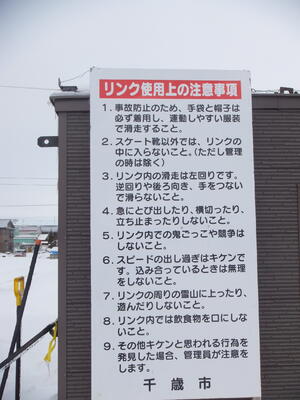 リンク使用上の注意事項
1．事故防止のため、手袋と帽子は
必ず着用し、運動しやすい服装
で滑走すること。
2．スケート靴以外では、リンクの
中に入らないこと。（ただし管理
の時は除く）
3．リンク内の滑走は左回りです。
逆回りや後ろ向き、手をつない
で滑らないこと。
4．急にとび出したり、横切ったり、
立ち止まったりしないこと。
5．リンク内での鬼ごっこや競争は
しないこと。
6．スピードの出し過ぎはキケンで
す。込み合っているときは無理
をしないこと。
7．リンクの周りの雪山に上ったり、
遊んだりしないこと。
8．リンク内では飲食物を口にしな
いこと。
9．その他キケンと思われる行為を
発見した場合、管理員が注意を
します。
千歳市